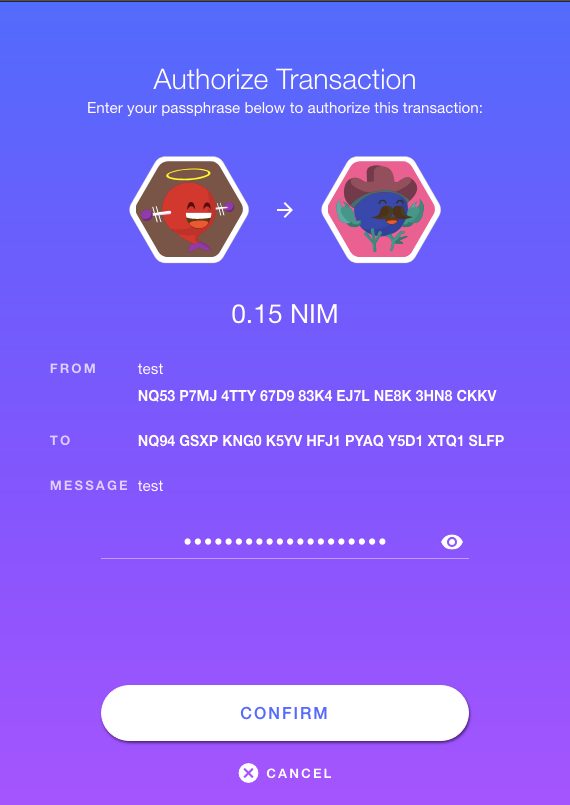 Authorize Transaction
Enter your passphrase below to authorize this transaction:
0.15 NIM
FROM test
NQ53 P7MJ 4TTY 67D9 83K4 EJ7L NE8K 3HN8 CKKV
TO NQ94 GSXP KNG0 K5YV HFJ1 PYAQ Y5D1 XTQ1 SLFP
MESSAGE test
CONFIRM
CANCEL